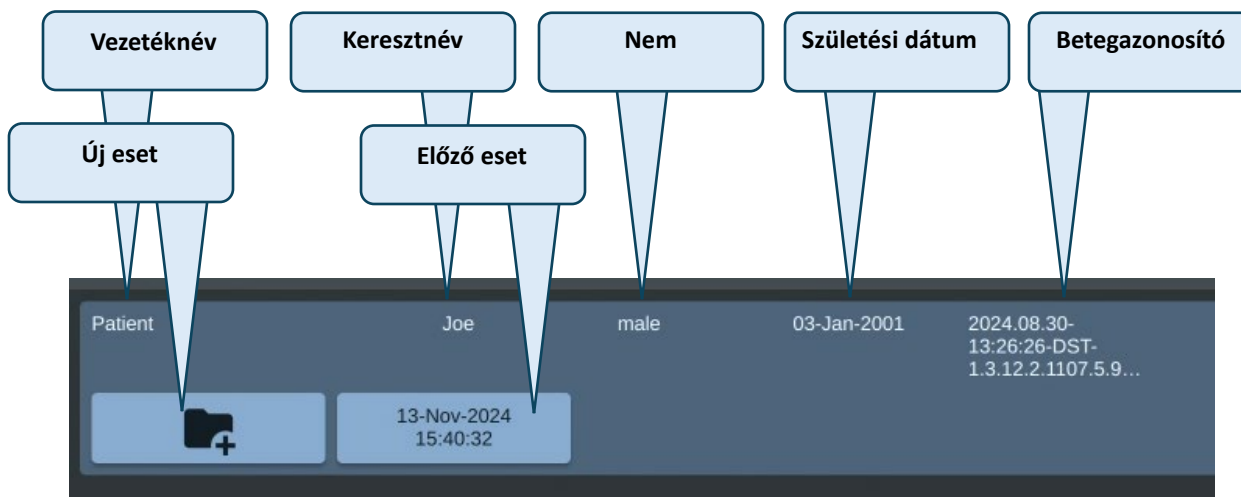 Vezetéknév
Keresztnév
Nem
Születési dátum
Betegazonosító
Új eset
Előző eset
Patient
Joe
male
03-Jan-2001
2024.08.30-
13:26:26-DST-
1.3.12.2.1107.5.9...
13-Nov-2024
15:40:32